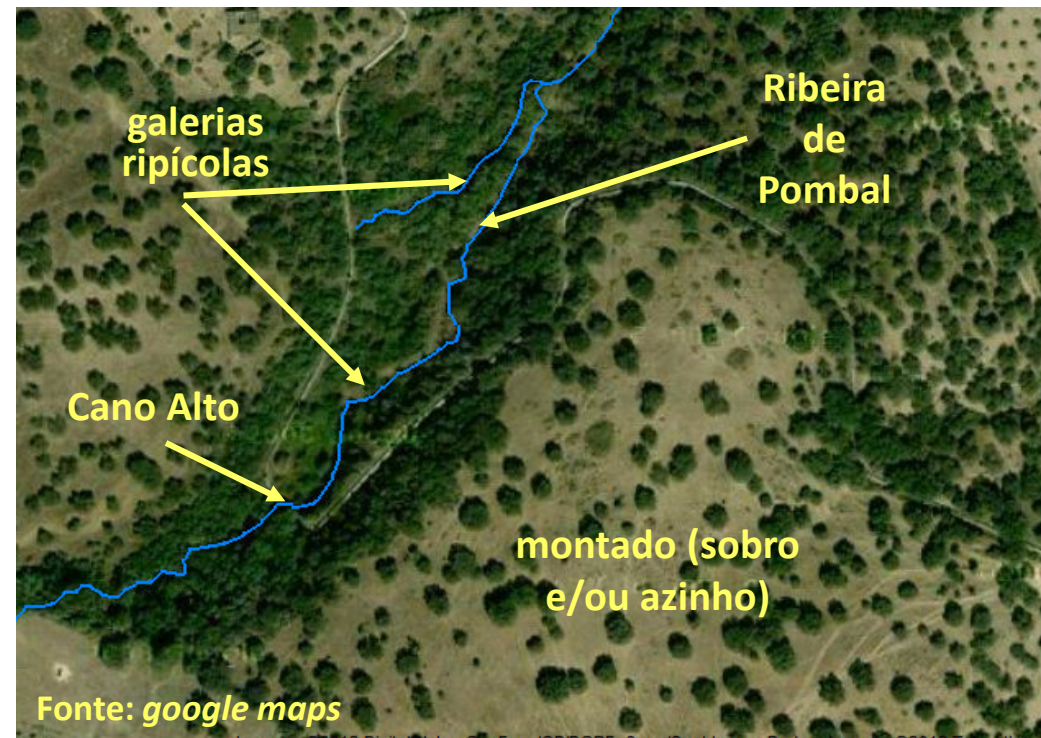 galerias
ripícolas
Ribeira
de
Pombal
Cano Alto
montado (sobro
e/ou azinho)
Fonte: google maps